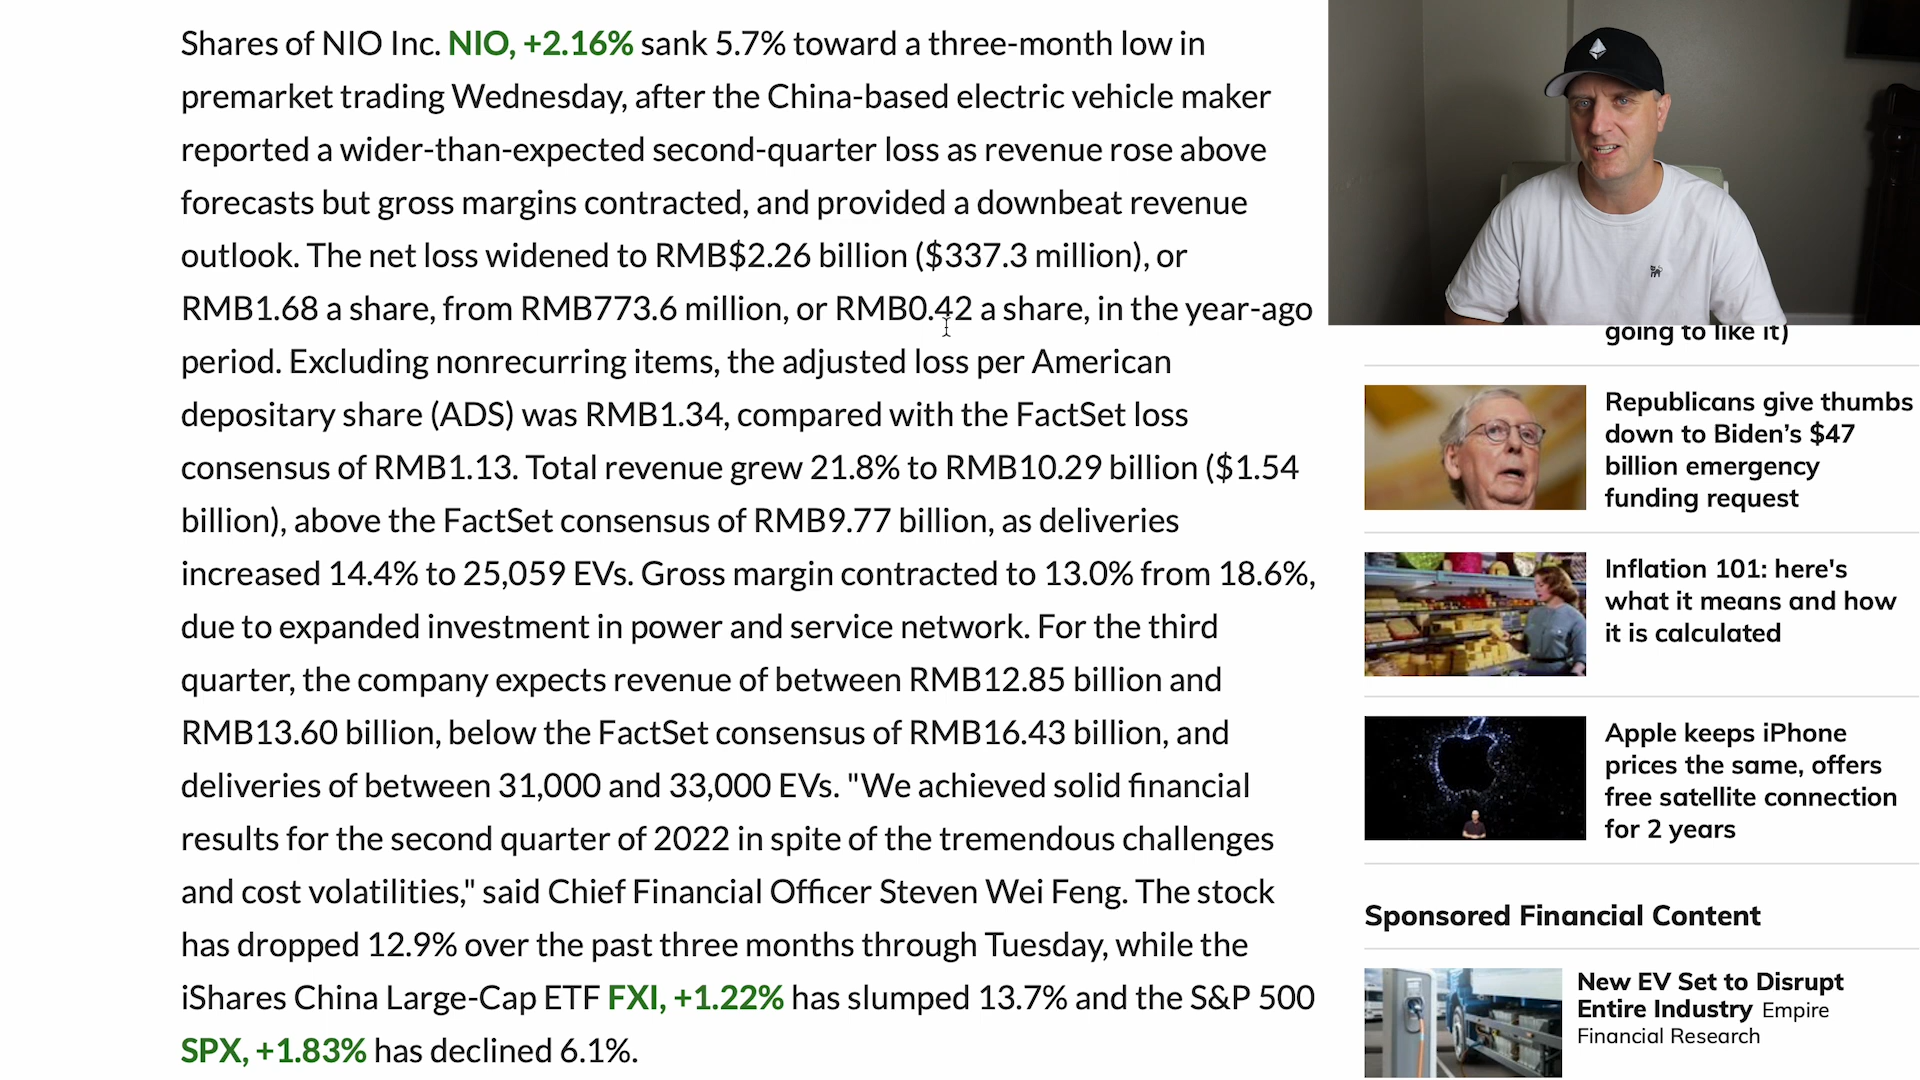 Shares of NIO Inc. NIO, +2.16% sank 5.7% toward a three-month low in
premarket trading Wednesday, after the China-based electric vehicle maker
reported a wider-than-expected second-quarter loss as revenue rose above
forecasts but gross margins contracted, and provided a downbeat revenue
outlook. The net loss widened to RMB$2.26 billion ($337.3 million), or
RMB1.68 a share, from RMB773.6 million, or RMB0.42 a share, in the year-ago
period. Excluding nonrecurring items, the adjusted loss per American
depositary share (ADS) was RMB1.34, compared with the FactSet loss
consensus of RMB1.13. Total revenue grew 21.8% to RMB10.29 billion ($1.54
billion), above the FactSet consensus of RMB9.77 billion, as deliveries
increased 14.4% to 25,059 EVs. Gross margin contracted to 13.0% from 18.6%,
due to expanded investment in power and service network. For the third
quarter, the company expects revenue of between RMB12.85 billion and
RMB13.60 billion, below the FactSet consensus of RMB16.43 billion, and
deliveries of between 31,000 and 33,000 EVs. "We achieved solid financial
results for the second quarter of 2022 in spite of the tremendous challenges
and cost volatilities," said Chief Financial Officer Steven Wei Feng. The stock
has dropped 12.9% over the past three months through Tuesday, while the
iShares China Large-Cap ETF FXI, +1.22% has slumped 13.7% and the S&P 500
SPX, +1.83% has declined 6.1%.
going to like it)
Republicans give thumbs
down to Biden’s $47
billion emergency
funding request
Inflation 101: here's
what it means and how
it is calculated
Apple keeps iPhone
prices the same, offers
free satellite connection
for 2 years
Sponsored Financial Content
New EV Set to Disrupt
Entire Industry Empire
Financial Research